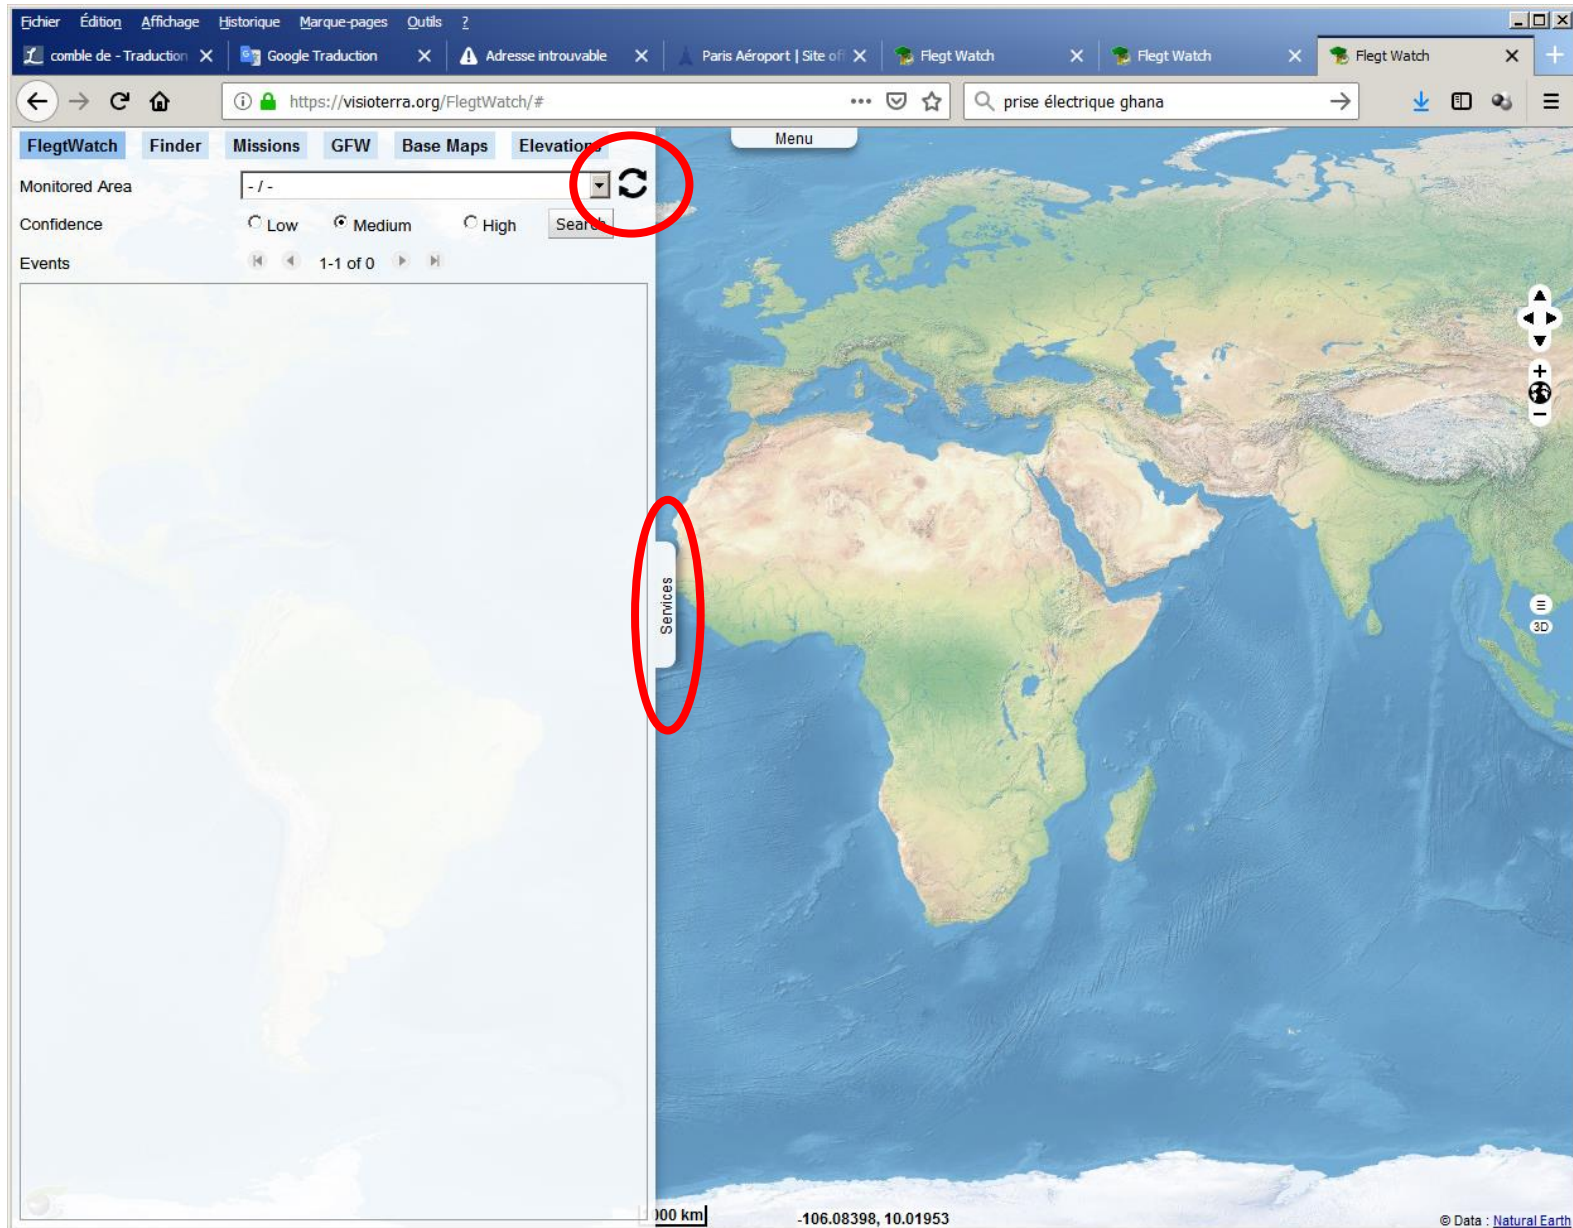 Fichier Édition Affichage Historique Marque-pages Outils ?
comble de - Traduction Google Traduction Adresse introuvable Paris Aéroport | Site off Flegt Watch Flegt Watch Flegt Watch
https://visioterra.org/FlegtWatch/# prise électrique ghana
FlegtWatch Finder Missions GFW Base Maps Elevations Menu
Monitored Area - / -
Confidence Low Medium High Search
Events 1-1 of 0
Services
3D
1000 km -106.08398, 10.01953 © Data : Natural Earth